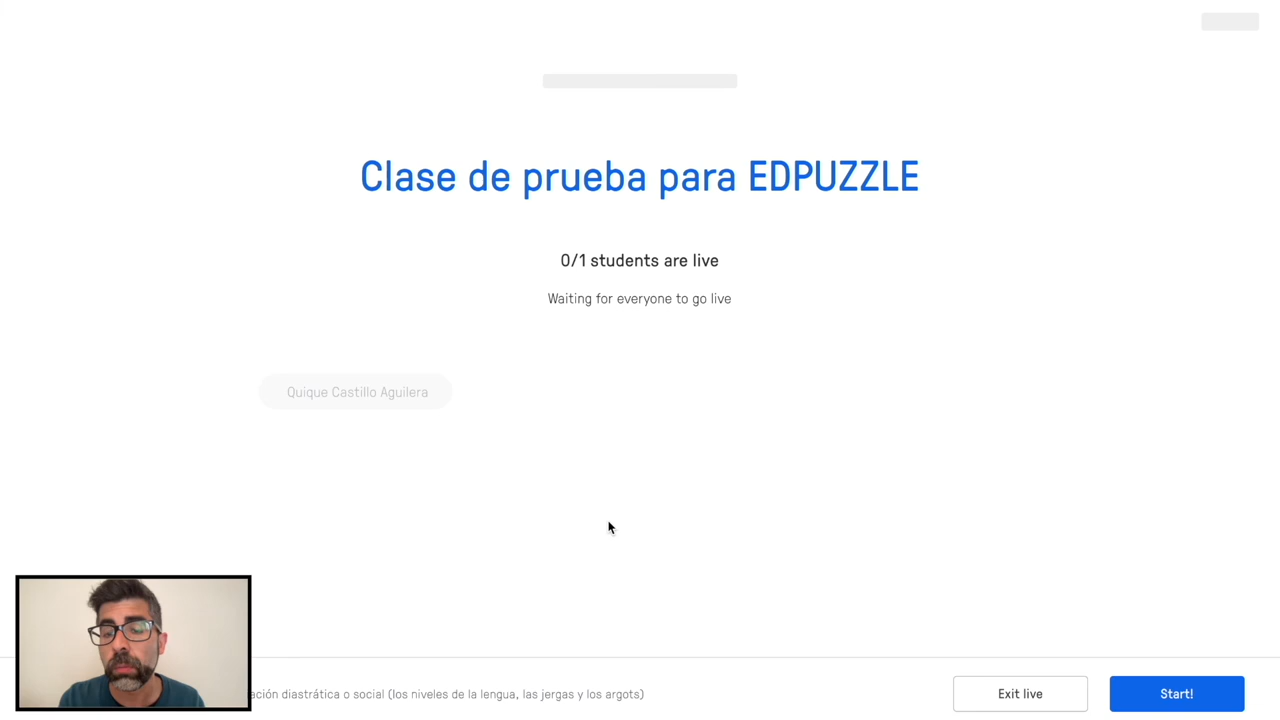 Clase de prueba para EDPUZZLE
0/1 students are live
Waiting for everyone to go live
Quique Castillo Aguilera
diastrática o social (los niveles de la lengua, las jergas y los argots)
Exit live
Start!